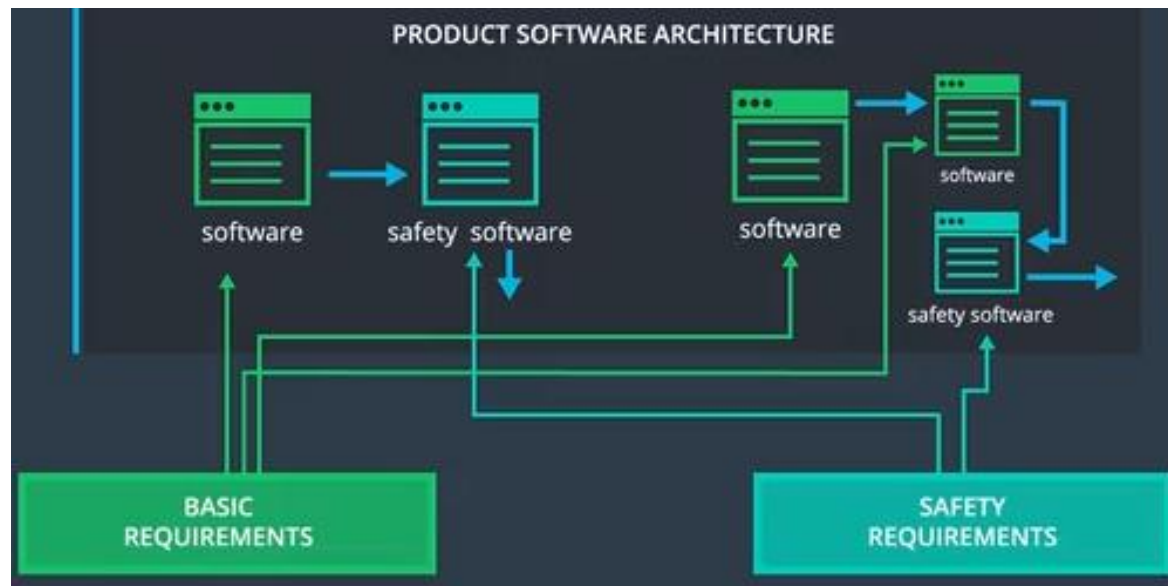 PRODUCT SOFTWARE ARCHITECTURE
software
safety software
software
software
safety software
BASIC
REQUIREMENTS
SAFETY
REQUIREMENTS